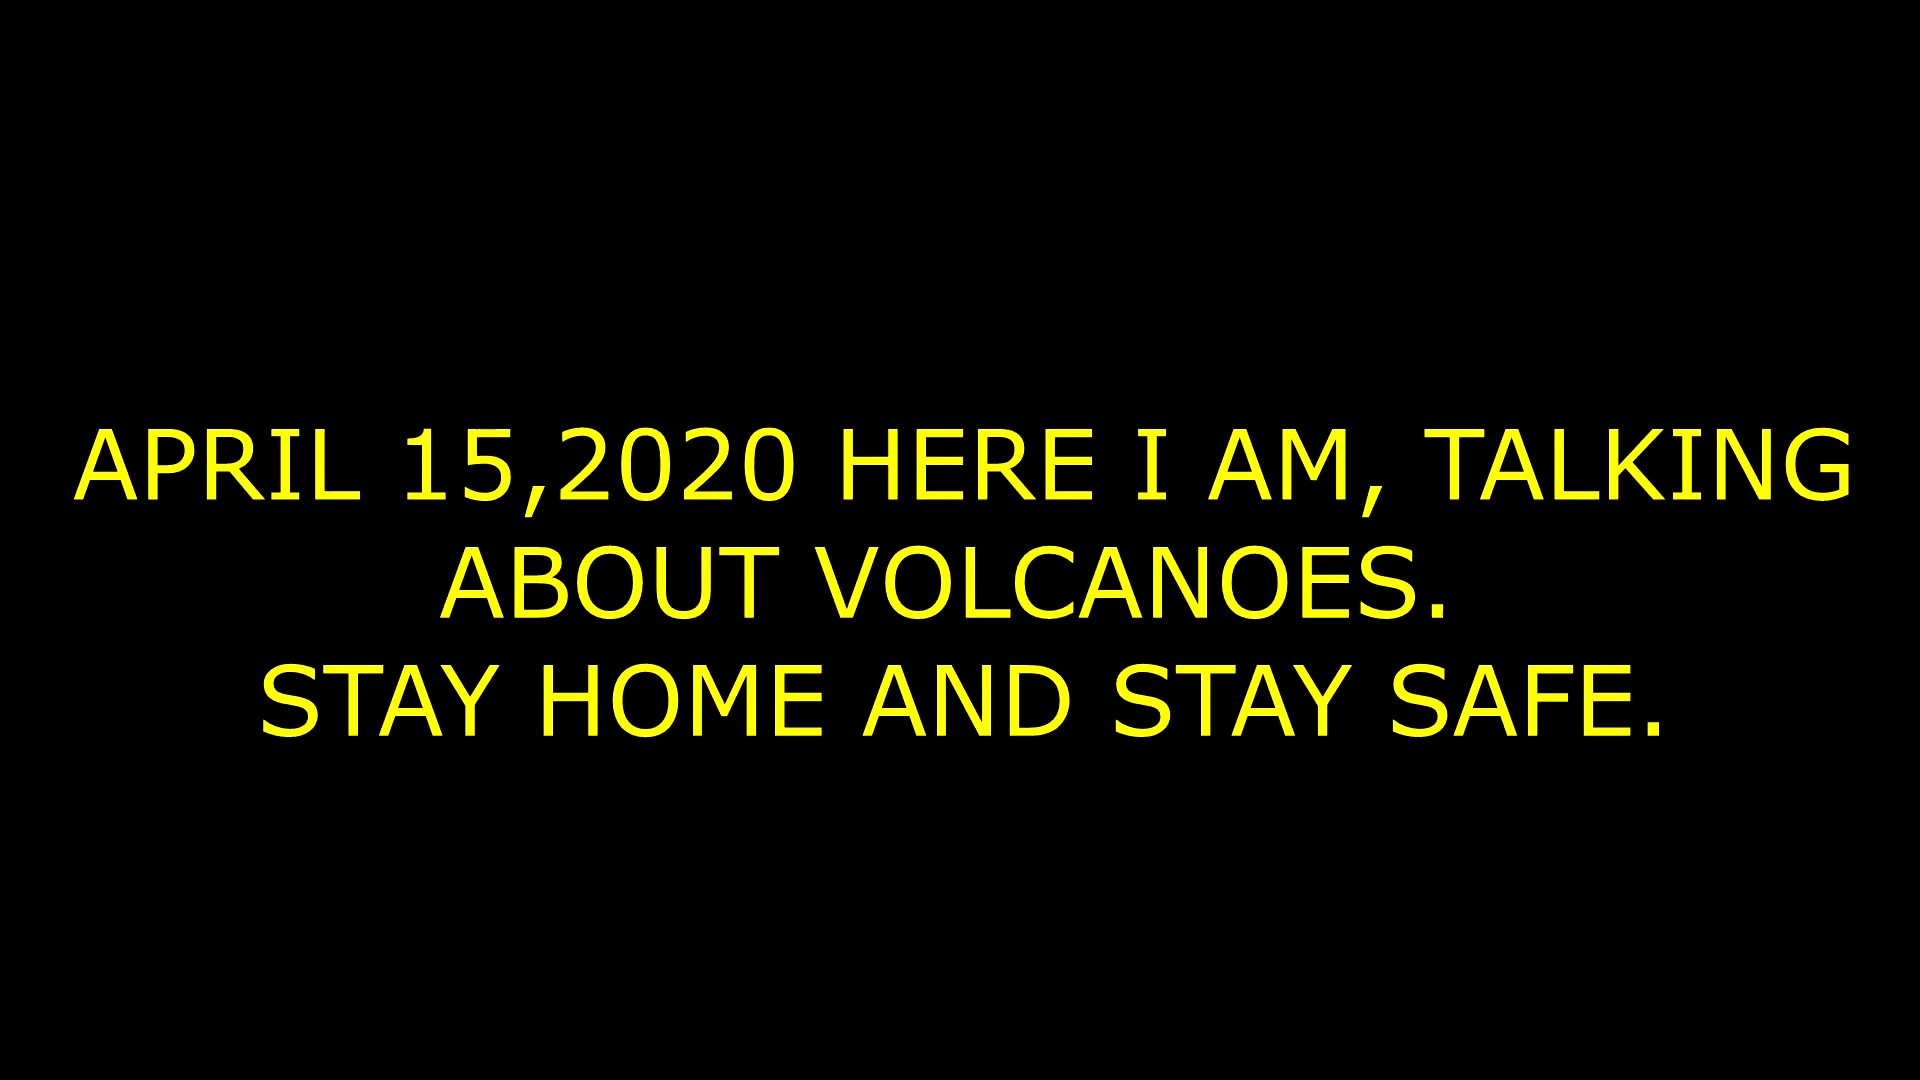 APRIL 15,2020 HERE I AM, TALKING
ABOUT VOLCANOES.
STAY HOME AND STAY SAFE.